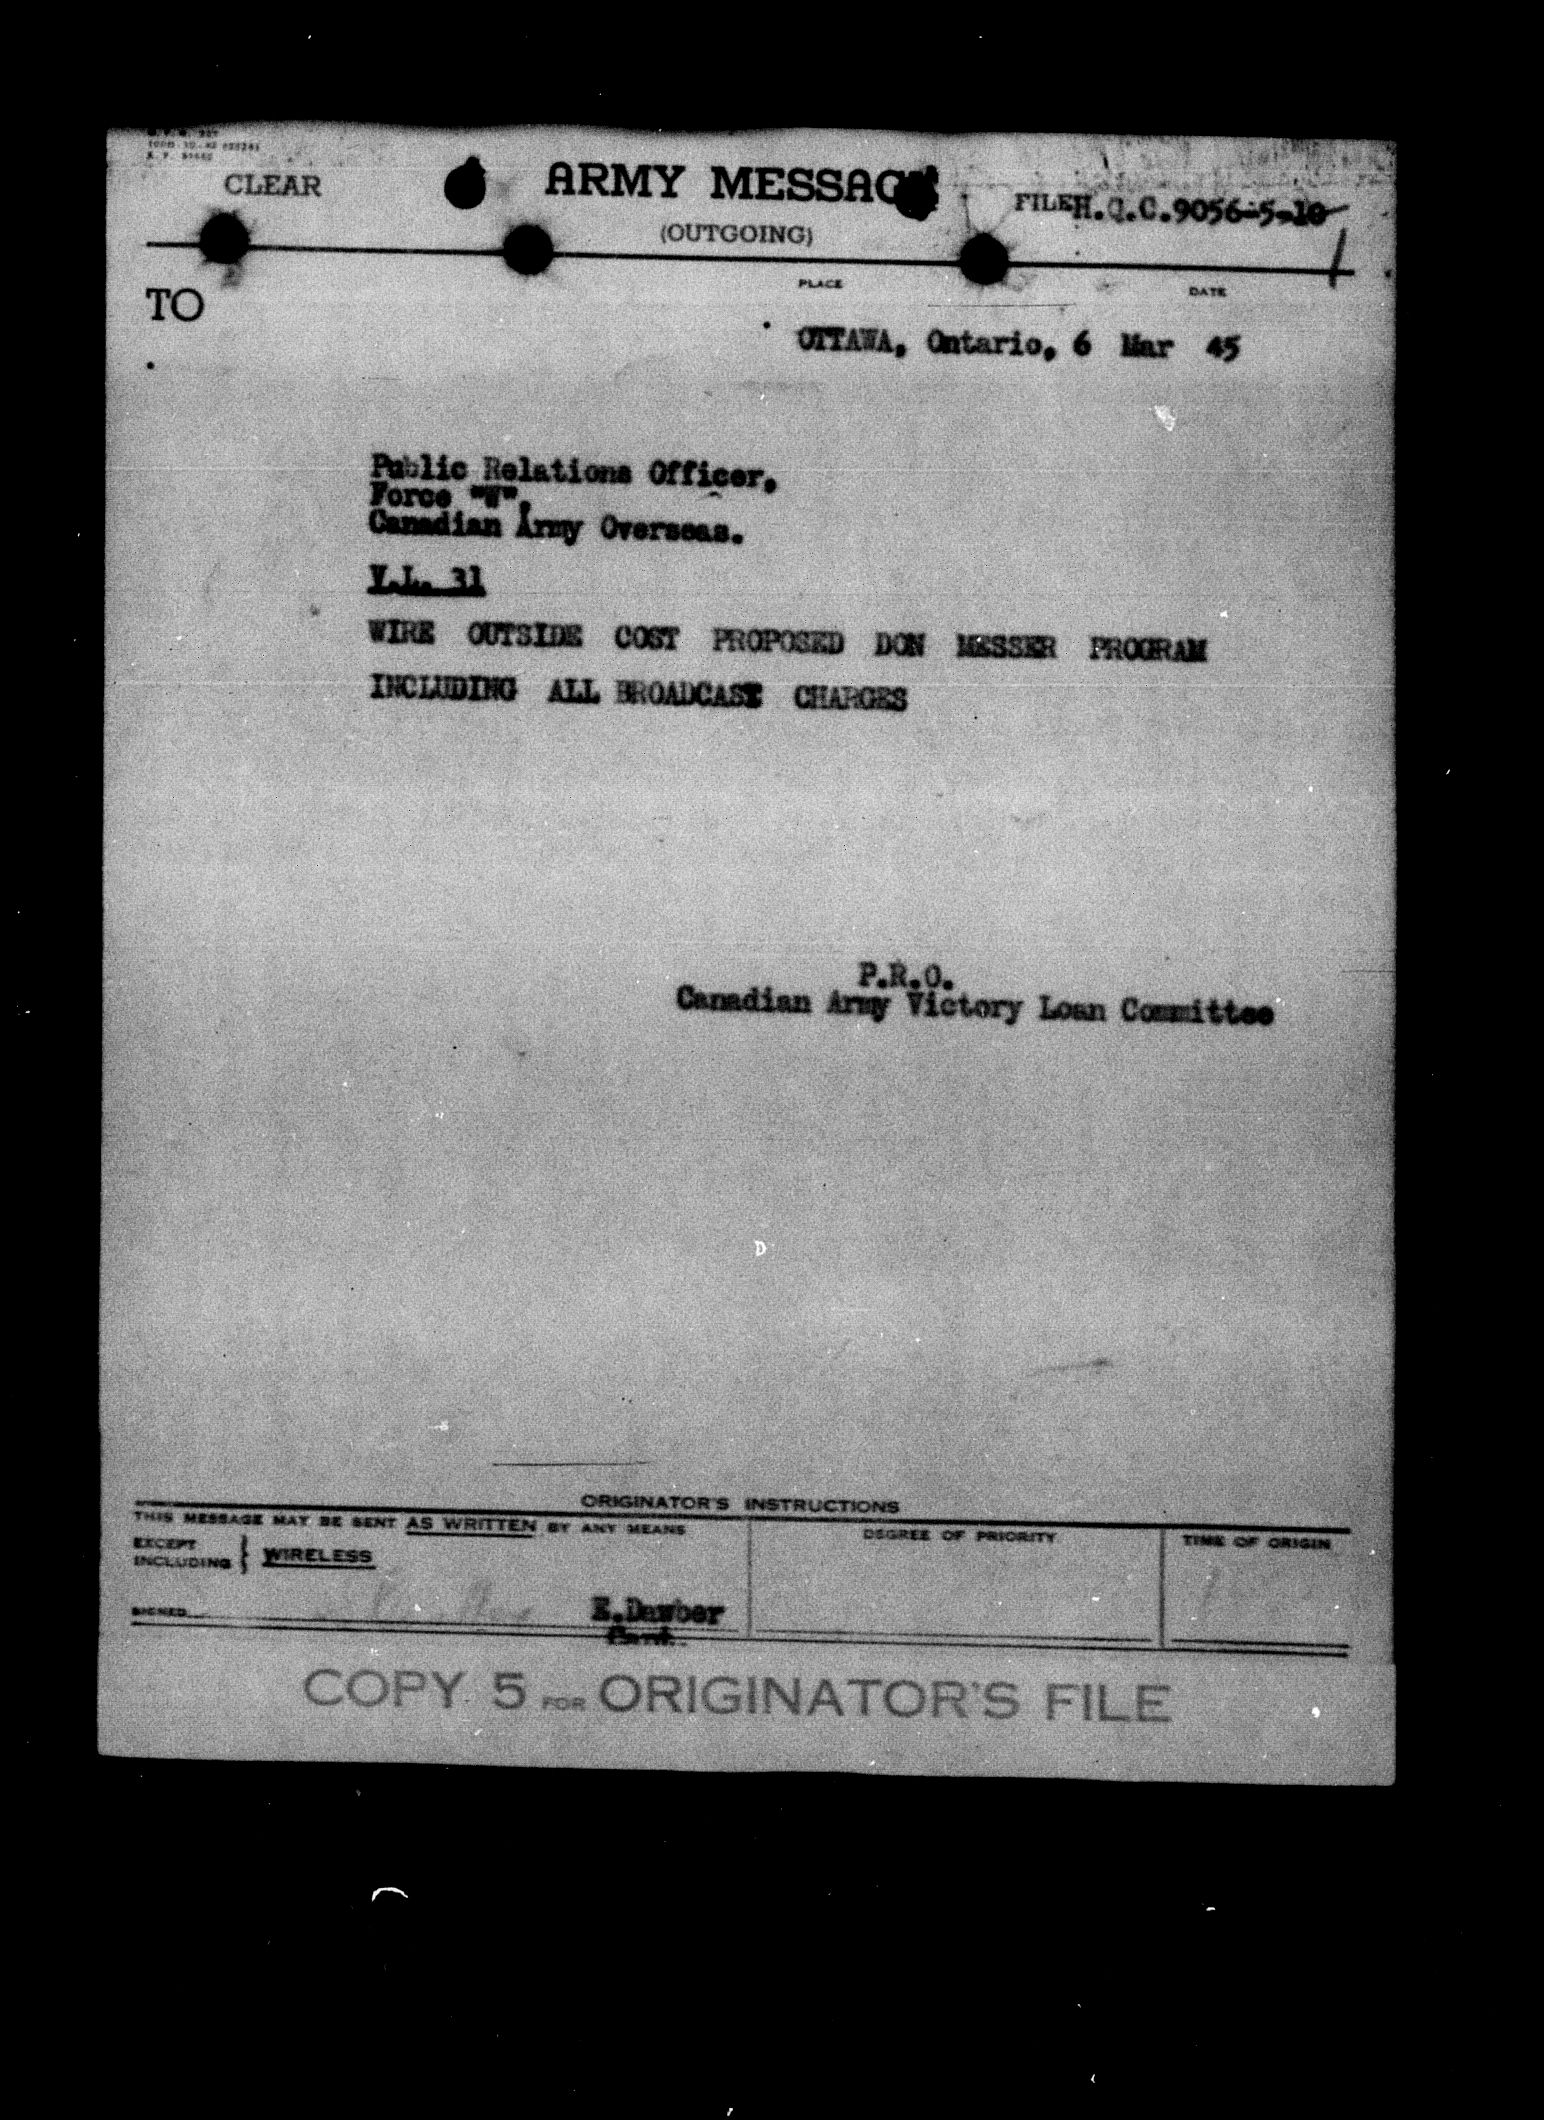 CLEAR
ARMY MESSAGE
FILE H.Q.C.9056-5-10
(OUTGOING)
PLACE
DATE
TO
OTTAWA, Ontario, 6 Mar 45
Public Relations Officer,
Force "W",
Canadian Army Overseas.
V.L. 31
WIRE OUTSIDE COST PROPOSED DON MESSER PROGRAM
INCLUDING ALL BROADCAST CHARGES
P.R.O.
Canadian Army Victory Loan Committee
ORIGINATOR'S INSTRUCTIONS
THIS MESSAGE MAY BE SENT AS WRITTEN BY ANY MEANS
DEGREE OF PRIORITY
TIME OF ORIGIN
EXCEPT
INCLUDING } WIRELESS
SIGNED
E.Dawber
Capt.
COPY 5 FOR ORIGINATOR'S FILE